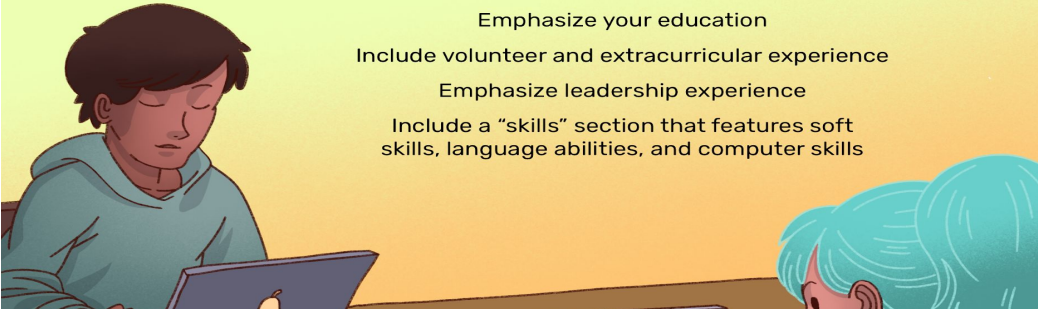 Emphasize your education
Include volunteer and extracurricular experience
Emphasize leadership experience
Include a “skills” section that features soft
skills, language abilities, and computer skills